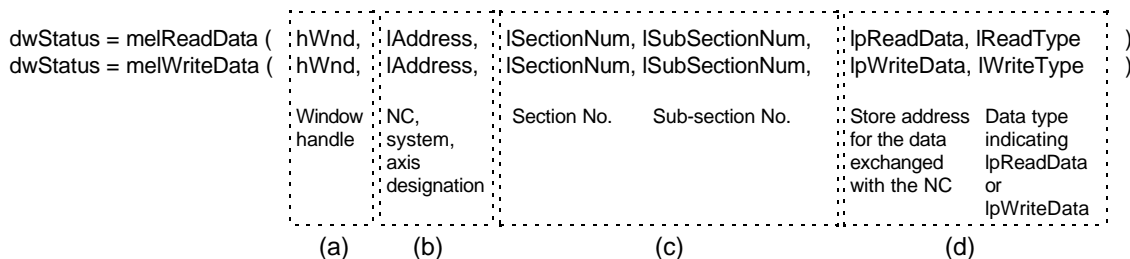 dwStatus = melReadData ( hWnd, lAddress, lSectionNum, lSubSectionNum, lpReadData, lReadType )
dwStatus = melWriteData ( hWnd, lAddress, lSectionNum, lSubSectionNum, lpWriteData, lWriteType )
Window NC, Section No. Sub-section No. Store address Data type
handle system, for the data indicating
axis exchanged lpReadData
designation with the NC or
lpWriteData
(a) (b) (c) (d)